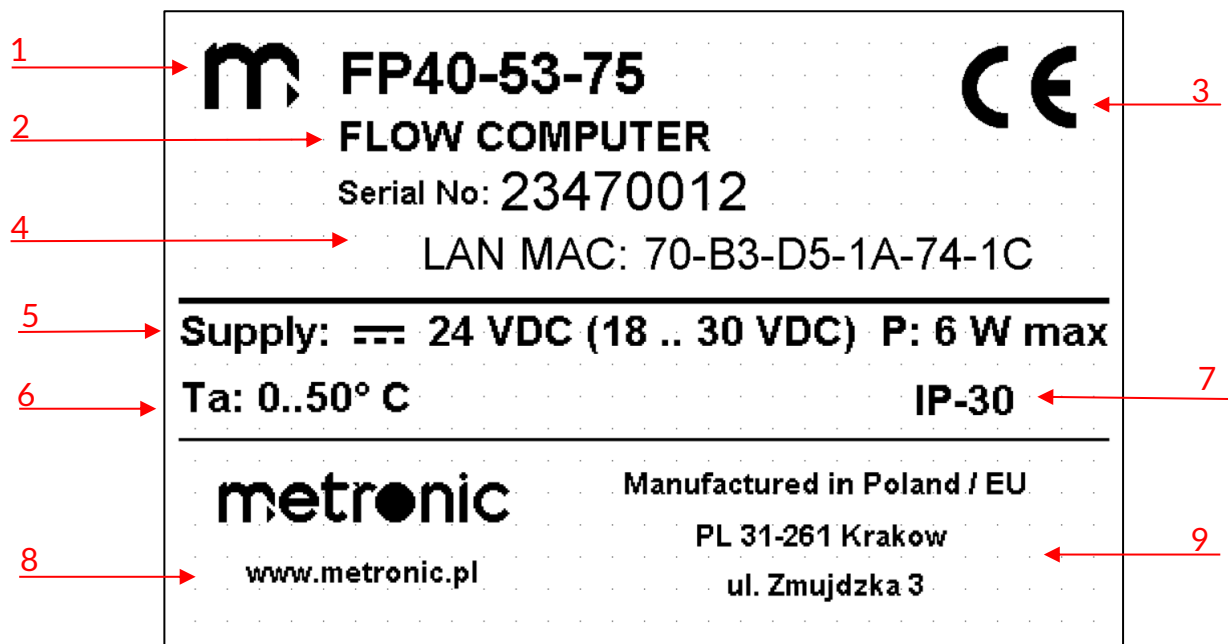 1
m FP40-53-75
CE
3
2
FLOW COMPUTER
Serial No: 23470012
4
LAN MAC: 70-B3-D5-1A-74-1C
5
Supply: ⎓ 24 VDC (18 .. 30 VDC) P: 6 W max
6
Ta: 0..50° C
IP-30
7
metronic
www.metronic.pl
8
Manufactured in Poland / EU
PL 31-261 Krakow
ul. Zmujdzka 3
9